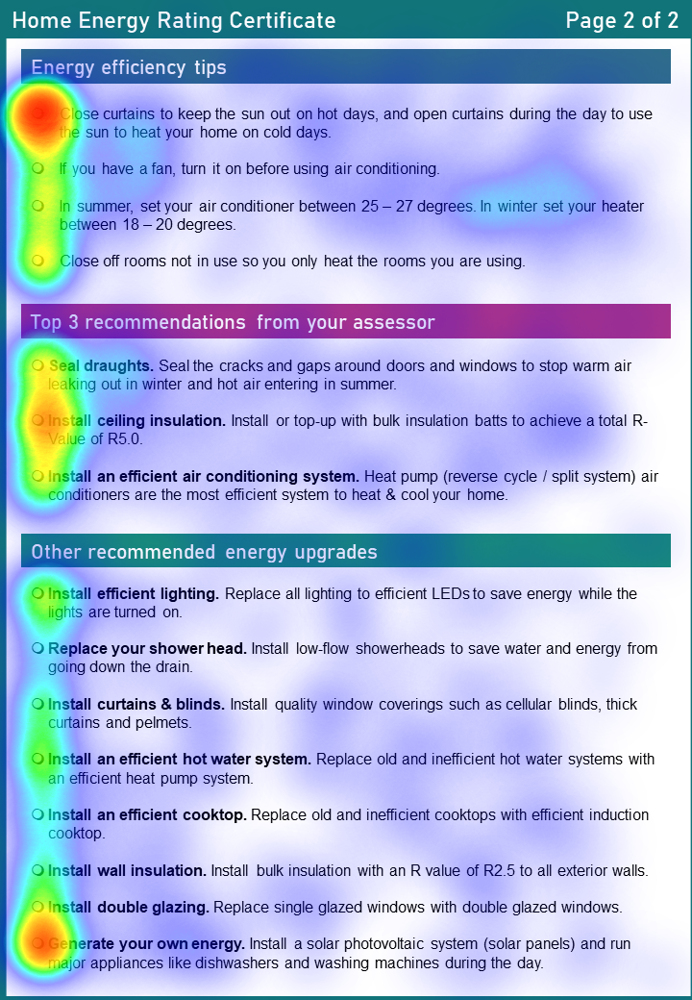 Home Energy Rating Certificate Page 2 of 2
Energy efficiency tips
Close curtains to keep the sun out on hot days, and open curtains during the day to use
the sun to heat your home on cold days.
If you have a fan, turn it on before using air conditioning.
In summer, set your air conditioner between 25 – 27 degrees. In winter set your heater
between 18 – 20 degrees.
Close off rooms not in use so you only heat the rooms you are using.
Top 3 recommendations from your assessor
Seal draughts. Seal the cracks and gaps around doors and windows to stop warm air
leaking out in winter and hot air entering in summer.
Install ceiling insulation. Install or top-up with bulk insulation batts to achieve a total R-
Value of R5.0.
Install an efficient air conditioning system. Heat pump (reverse cycle / split system) air
conditioners are the most efficient system to heat & cool your home.
Other recommended energy upgrades
Install efficient lighting. Replace all lighting to efficient LEDs to save energy while the
lights are turned on.
Replace your shower head. Install low-flow showerheads to save water and energy from
going down the drain.
Install curtains & blinds. Install quality window coverings such as cellular blinds, thick
curtains and pelmets.
Install an efficient hot water system. Replace old and inefficient hot water systems with
an efficient heat pump system.
Install an efficient cooktop. Replace old and inefficient cooktops with efficient induction
cooktop.
Install wall insulation. Install bulk insulation with an R value of R2.5 to all exterior walls.
Install double glazing. Replace single glazed windows with double glazed windows.
Generate your own energy. Install a solar photovoltaic system (solar panels) and run
major appliances like dishwashers and washing machines during the day.